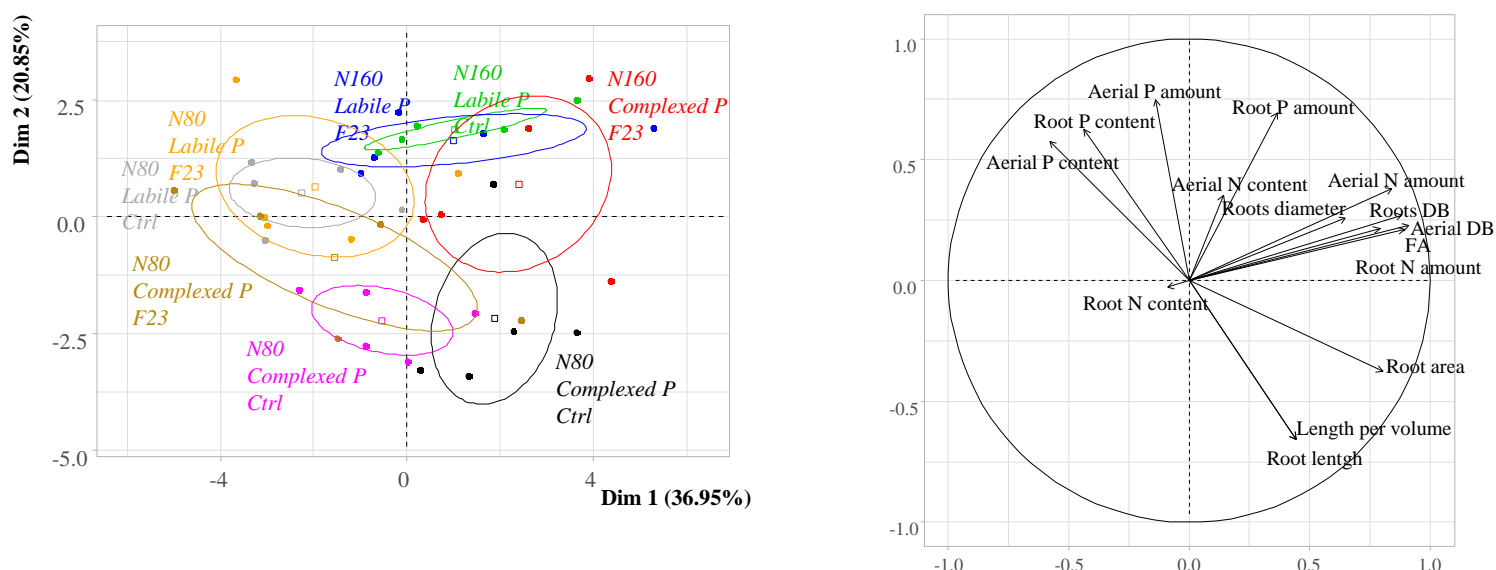 Dim 2 (20.85%)
2.5
0.0
-2.5
-5.0
-4
0
4
Dim 1 (36.95%)
N160
Labile P
F23
N160
Labile P
Ctrl
N160
Complexed P
F23
N80
Labile P
F23
N80
Labile P
Ctrl
N80
Complexed P
F23
N80
Complexed P
Ctrl
N80
Complexed P
Ctrl
1.0
0.5
0.0
-0.5
-1.0
-1.0
-0.5
0.0
0.5
1.0
Aerial P amount
Root P amount
Root P content
Aerial P content
Aerial N content
Aerial N amount
Roots diameter
Roots DB
Aerial DB
FA
Root N amount
Root N content
Root area
Length per volume
Root lentgh